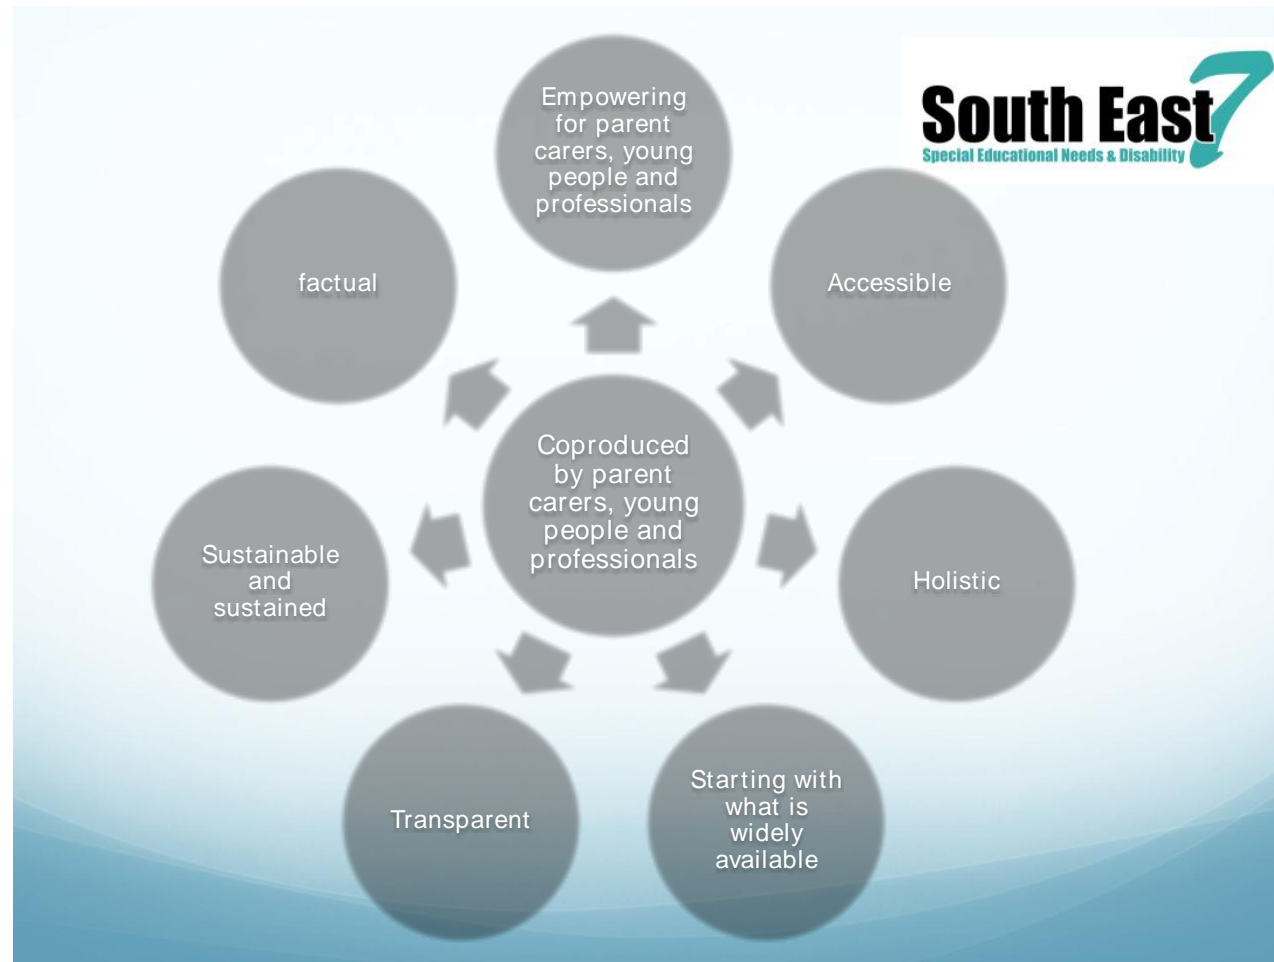 South East 7
Special Educational Needs & Disability
Empowering
for parent
carers, young
people and
professionals
Accessible
Holistic
Starting with
what is
widely
available
Transparent
Sustainable
and
sustained
factual
Coproduced
by parent
carers, young
people and
professionals